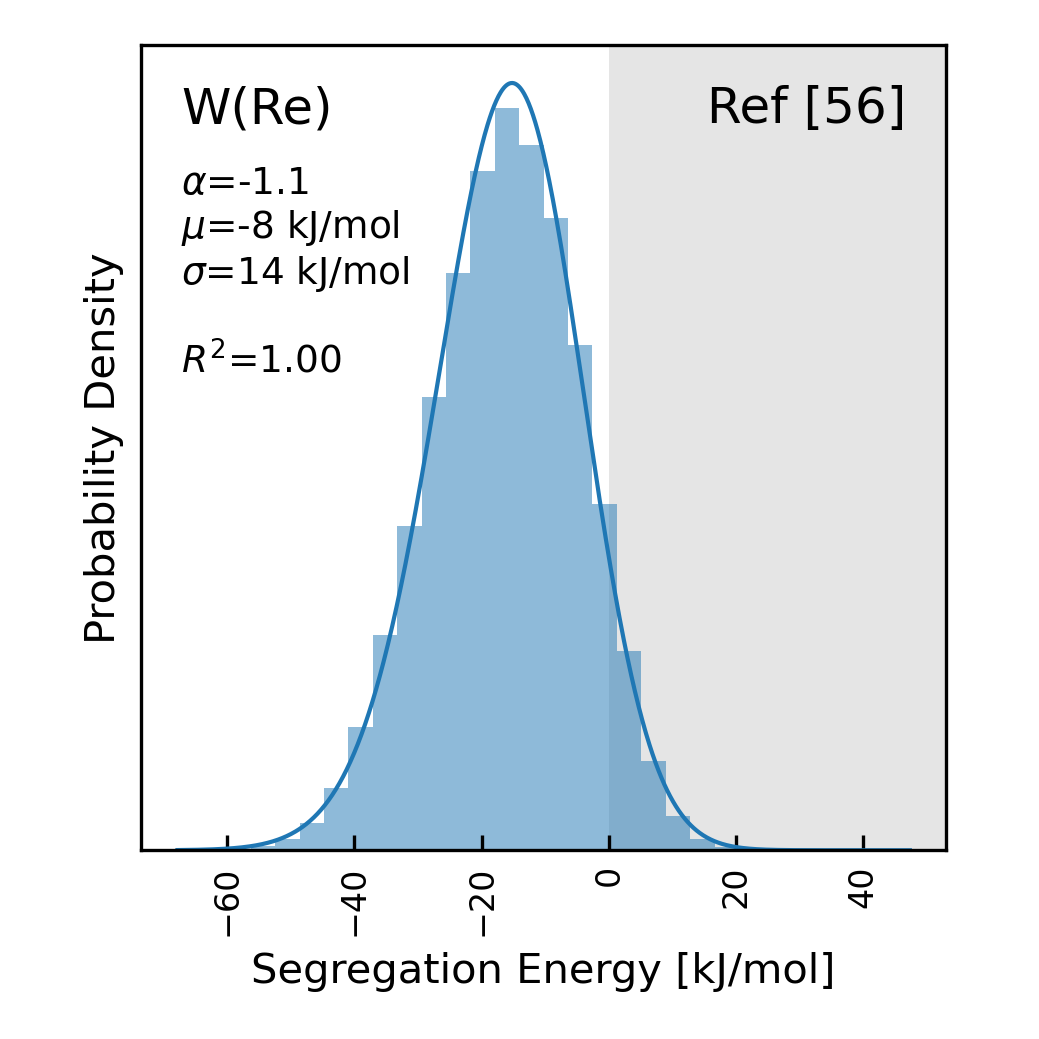 W(Re)
Ref [56]
α=-1.1
μ=-8 kJ/mol
σ=14 kJ/mol
R²=1.00
Probability Density
−60 −40 −20 0 20 40
Segregation Energy [kJ/mol]